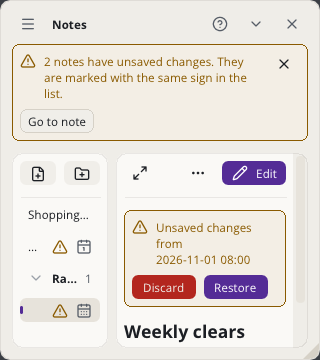 Notes
2 notes have unsaved changes. They
are marked with the same sign in the
list.
Go to note
Edit
Shopping...
...
Ra... 1
Unsaved changes
from
2026-11-01 08:00
Discard
Restore
Weekly clears